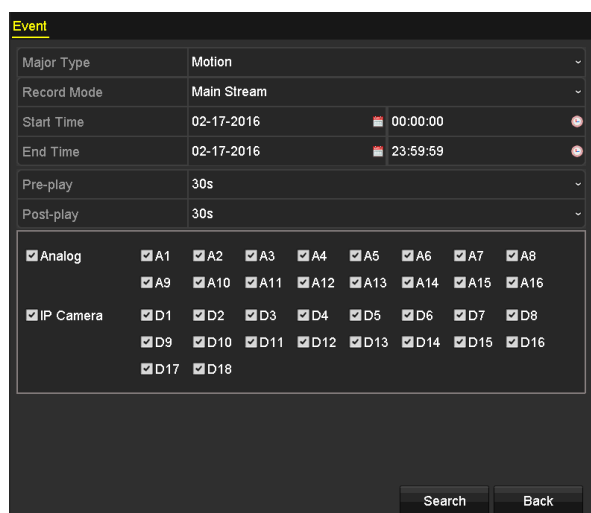 Event
Major Type Motion
Record Mode Main Stream
Start Time 02-17-2016 00:00:00
End Time 02-17-2016 23:59:59
Pre-play 30s
Post-play 30s
Analog A1 A2 A3 A4 A5 A6 A7 A8
A9 A10 A11 A12 A13 A14 A15 A16
IP Camera D1 D2 D3 D4 D5 D6 D7 D8
D9 D10 D11 D12 D13 D14 D15 D16
D17 D18
Search Back